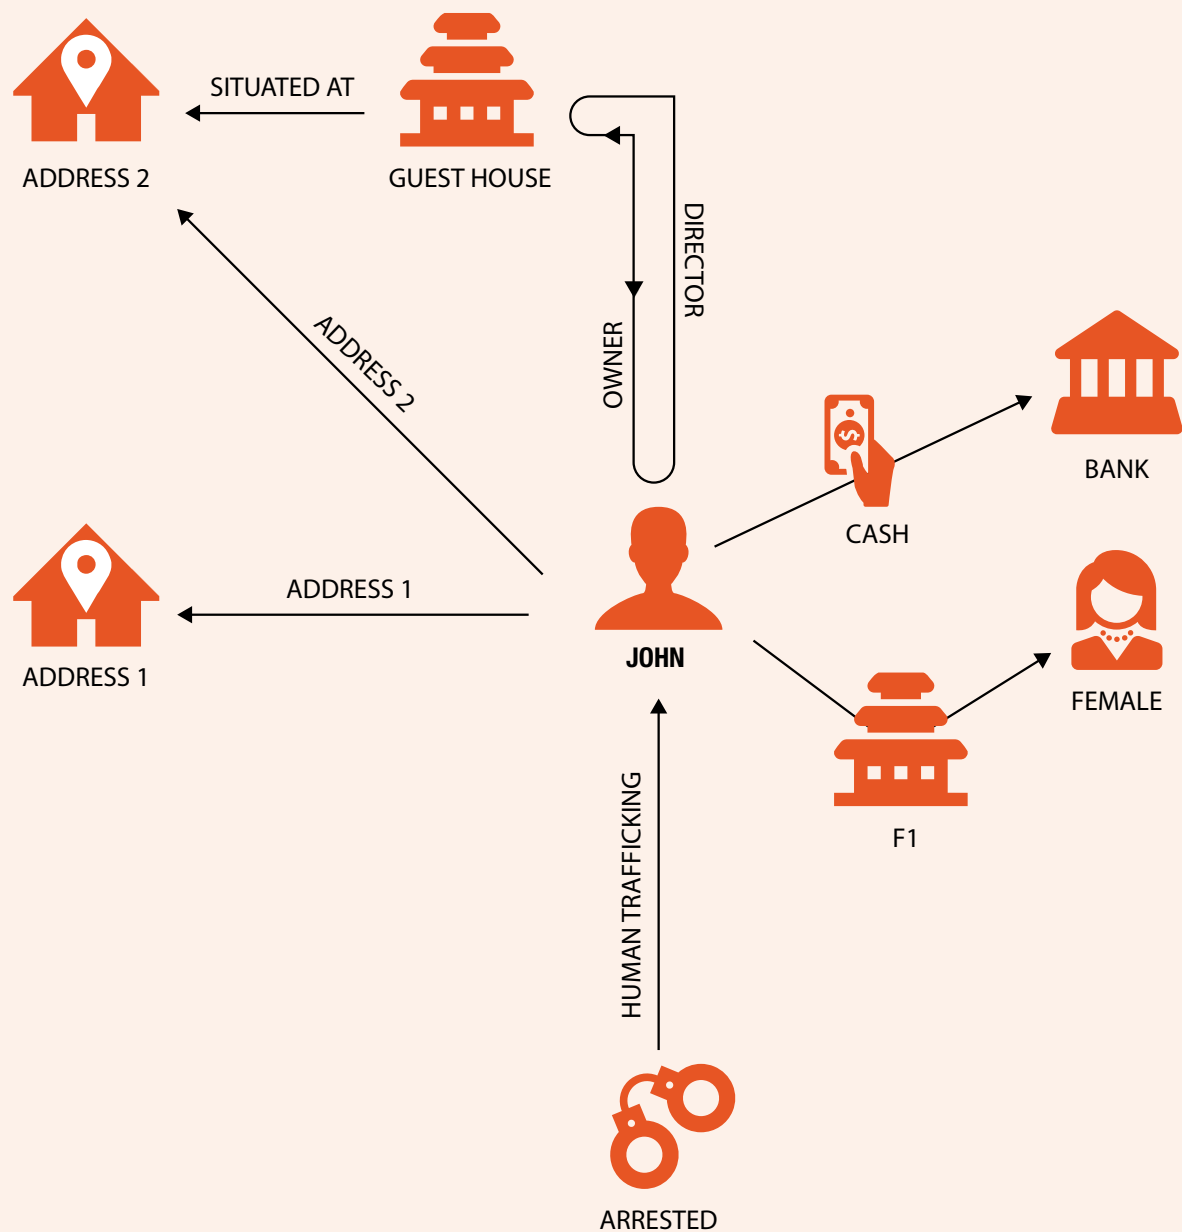 SITUATED AT
ADDRESS 2
GUEST HOUSE
DIRECTOR
OWNER
ADDRESS 2
BANK
CASH
ADDRESS 1
ADDRESS 1
JOHN
FEMALE
F1
HUMAN TRAFFICKING
ARRESTED